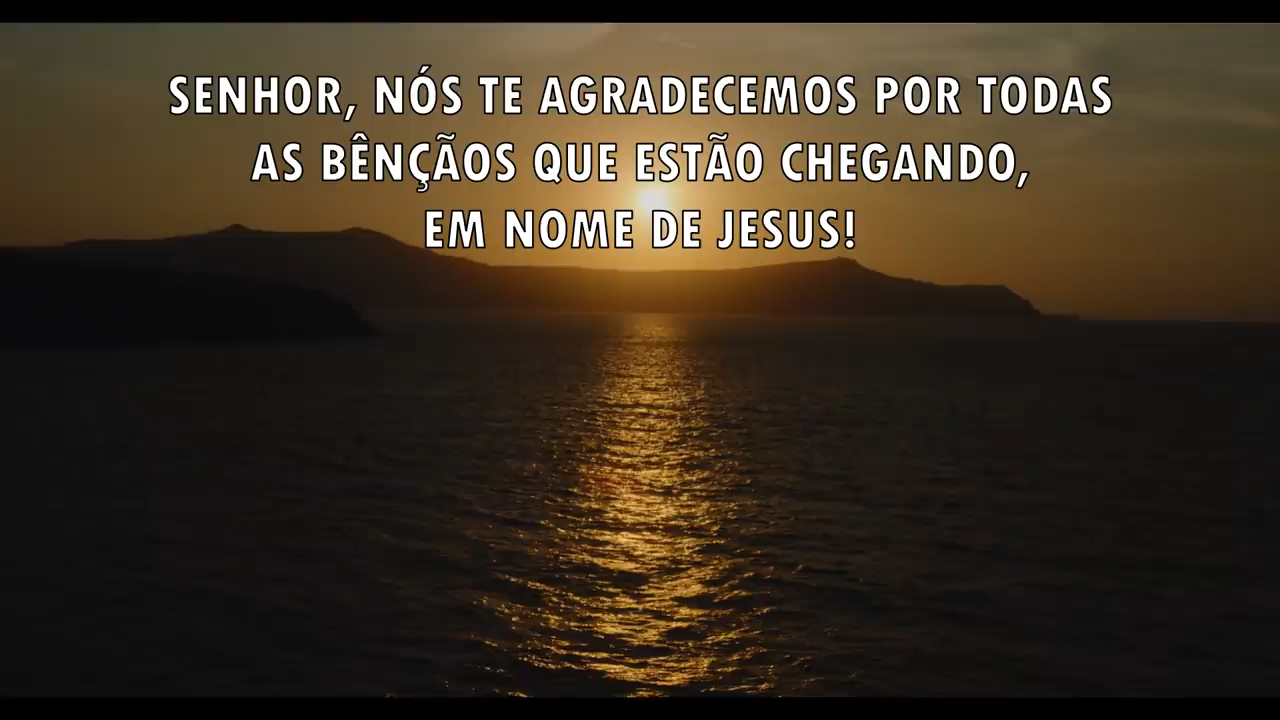 SENHOR, NÓS TE AGRADECEMOS POR TODAS
AS BÊNÇÃOS QUE ESTÃO CHEGANDO,
EM NOME DE JESUS!